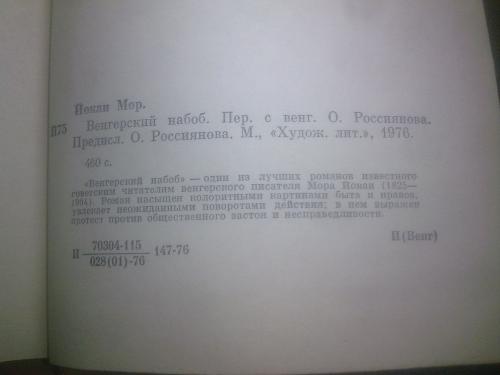 Йокаи Мор.
Й75 Венгерский набоб. Пер. с венг. О. Россиянова.
Предисл. О. Россиянова. М., «Худож. лит.», 1976.
460 с.
«Венгерский набоб» — один из лучших романов известного
советским читателям венгерского писателя Мора Йокаи (1825—
1904). Роман насыщен колоритными картинами быта и нравов,
увлекает неожиданными поворотами действия; в нем выражен
протест против общественного застоя и несправедливости.
И(Венг)
70304-115
Й 147-76
028(01)-76